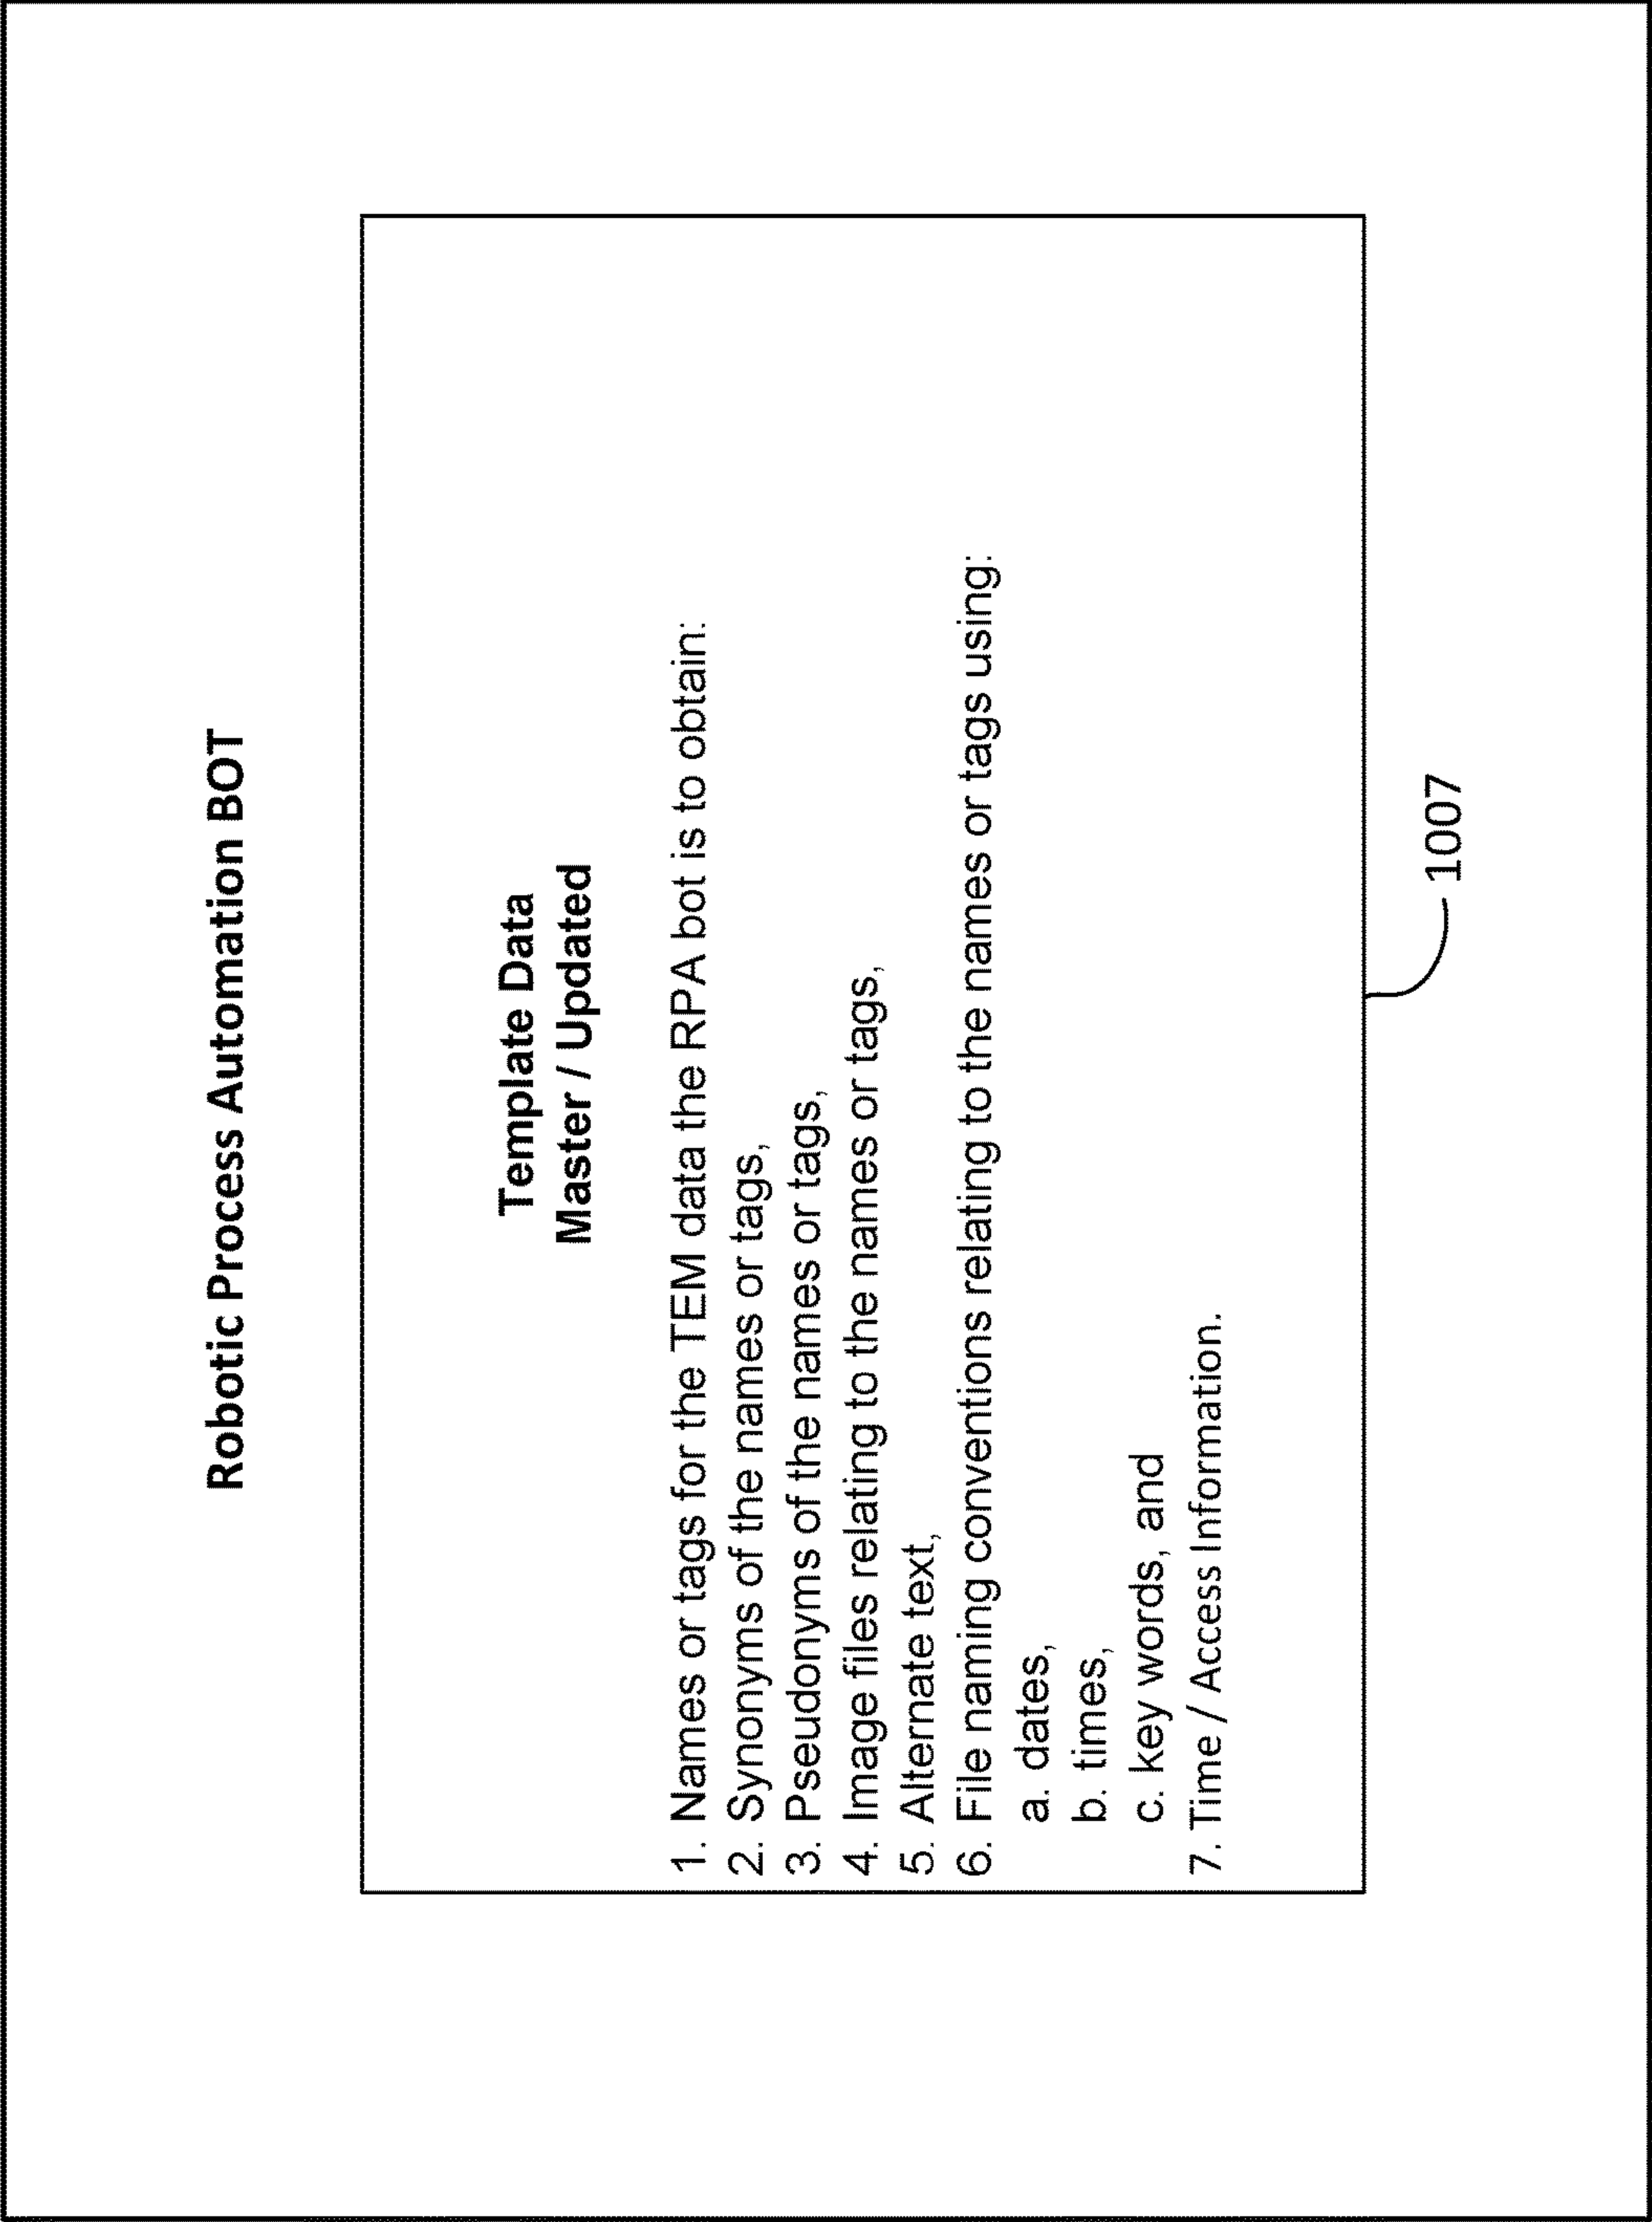 Robotic Process Automation BOT
Template Data
Master / Updated
1. Names or tags for the TEM data the RPA bot is to obtain:
2. Synonyms of the names or tags,
3. Pseudonyms of the names or tags,
4. Image files relating to the names or tags,
5. Alternate text,
6. File naming conventions relating to the names or tags using:
a. dates,
b. times,
c. key words, and
7. Time / Access Information.
1007